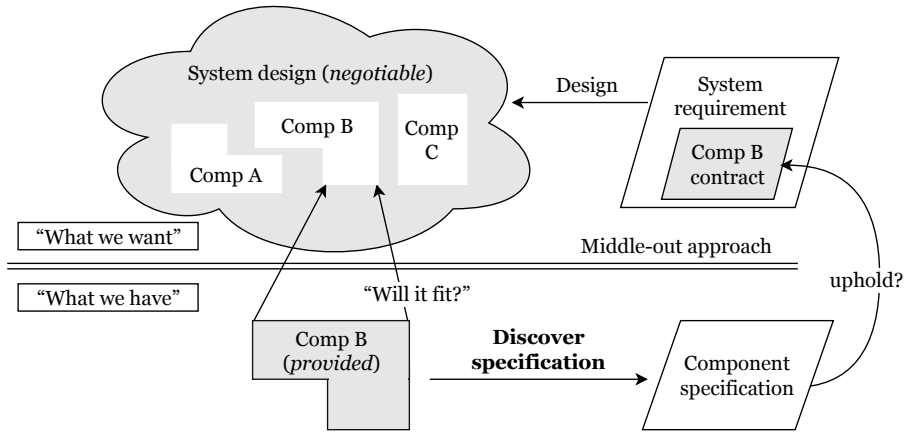 System design (negotiable)
Comp B
Comp
C
Comp A
Design
System
requirement
Comp B
contract
“What we want”
Middle-out approach
“What we have”
“Will it fit?”
uphold?
Comp B
(provided)
Discover
specification
Component
specification